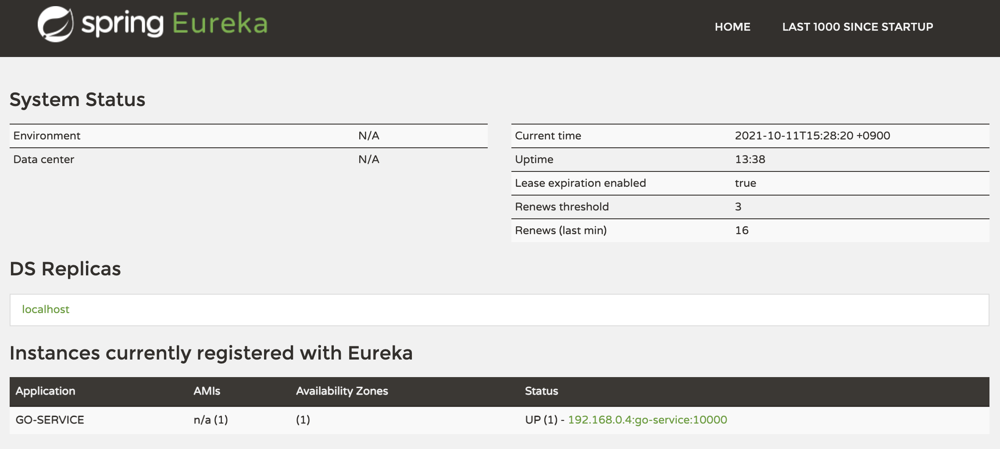 spring Eureka
HOME LAST 1000 SINCE STARTUP
System Status
Environment N/A
Data center N/A
Current time 2021-10-11T15:28:20 +0900
Uptime 13:38
Lease expiration enabled true
Renews threshold 3
Renews (last min) 16
DS Replicas
localhost
Instances currently registered with Eureka
Application AMIs Availability Zones Status
GO-SERVICE n/a (1) (1) UP (1) - 192.168.0.4:go-service:10000